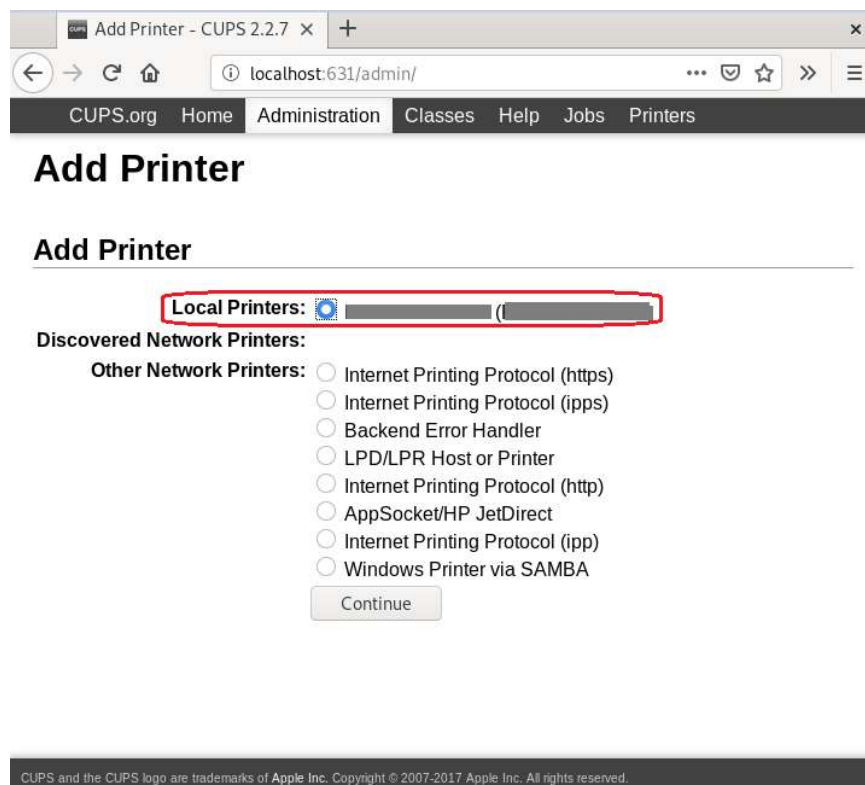 CUPS Add Printer - CUPS 2.2.7
localhost:631/admin/
CUPS.org Home Administration Classes Help Jobs Printers
Add Printer
Add Printer
Local Printers: (
Discovered Network Printers:
Other Network Printers:
Internet Printing Protocol (https)
Internet Printing Protocol (ipps)
Backend Error Handler
LPD/LPR Host or Printer
Internet Printing Protocol (http)
AppSocket/HP JetDirect
Internet Printing Protocol (ipp)
Windows Printer via SAMBA
Continue
CUPS and the CUPS logo are trademarks of Apple Inc. Copyright © 2007-2017 Apple Inc. All rights reserved.